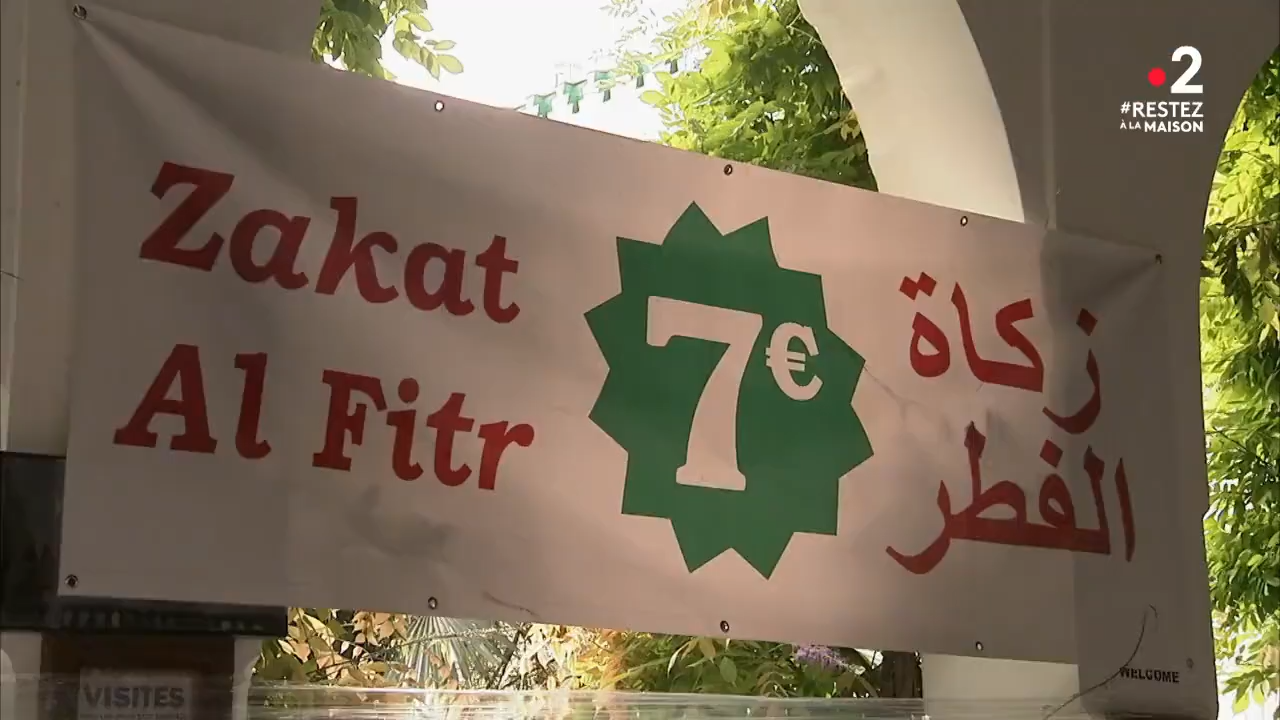 2
#RESTEZ
À LA MAISON
Zakat
Al Fitr
7€
زكاة
الفطر
WELCOME
VISITES